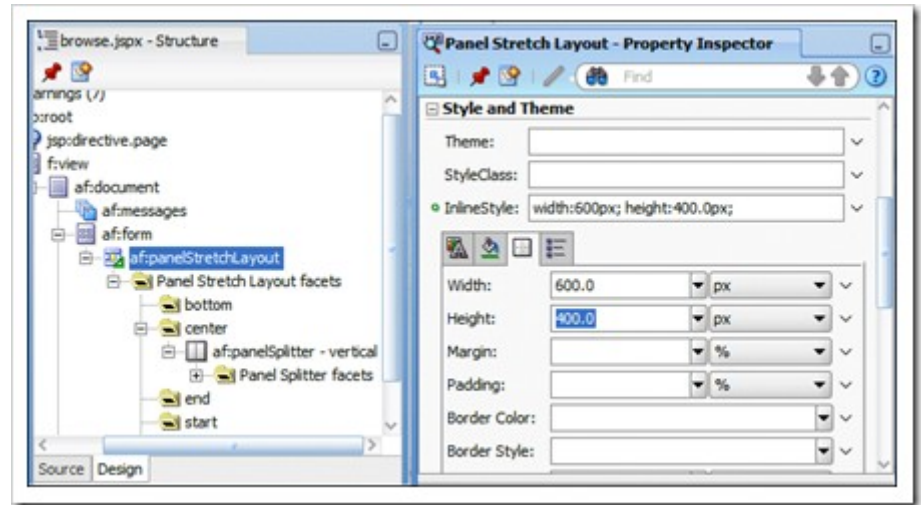 browse.jspx - Structure
arnings (7)
o:root
jsp:directive.page
f:view
af:document
af:messages
af:form
af:panelStretchLayout
Panel Stretch Layout facets
bottom
center
af:panelSplitter - vertical
Panel Splitter facets
end
start
Source Design
Panel Stretch Layout - Property Inspector
Find
Style and Theme
Theme:
StyleClass:
InlineStyle: width:600px; height:400.0px;
Width: 600.0 px
Height: 400.0 px
Margin: %
Padding: %
Border Color:
Border Style: